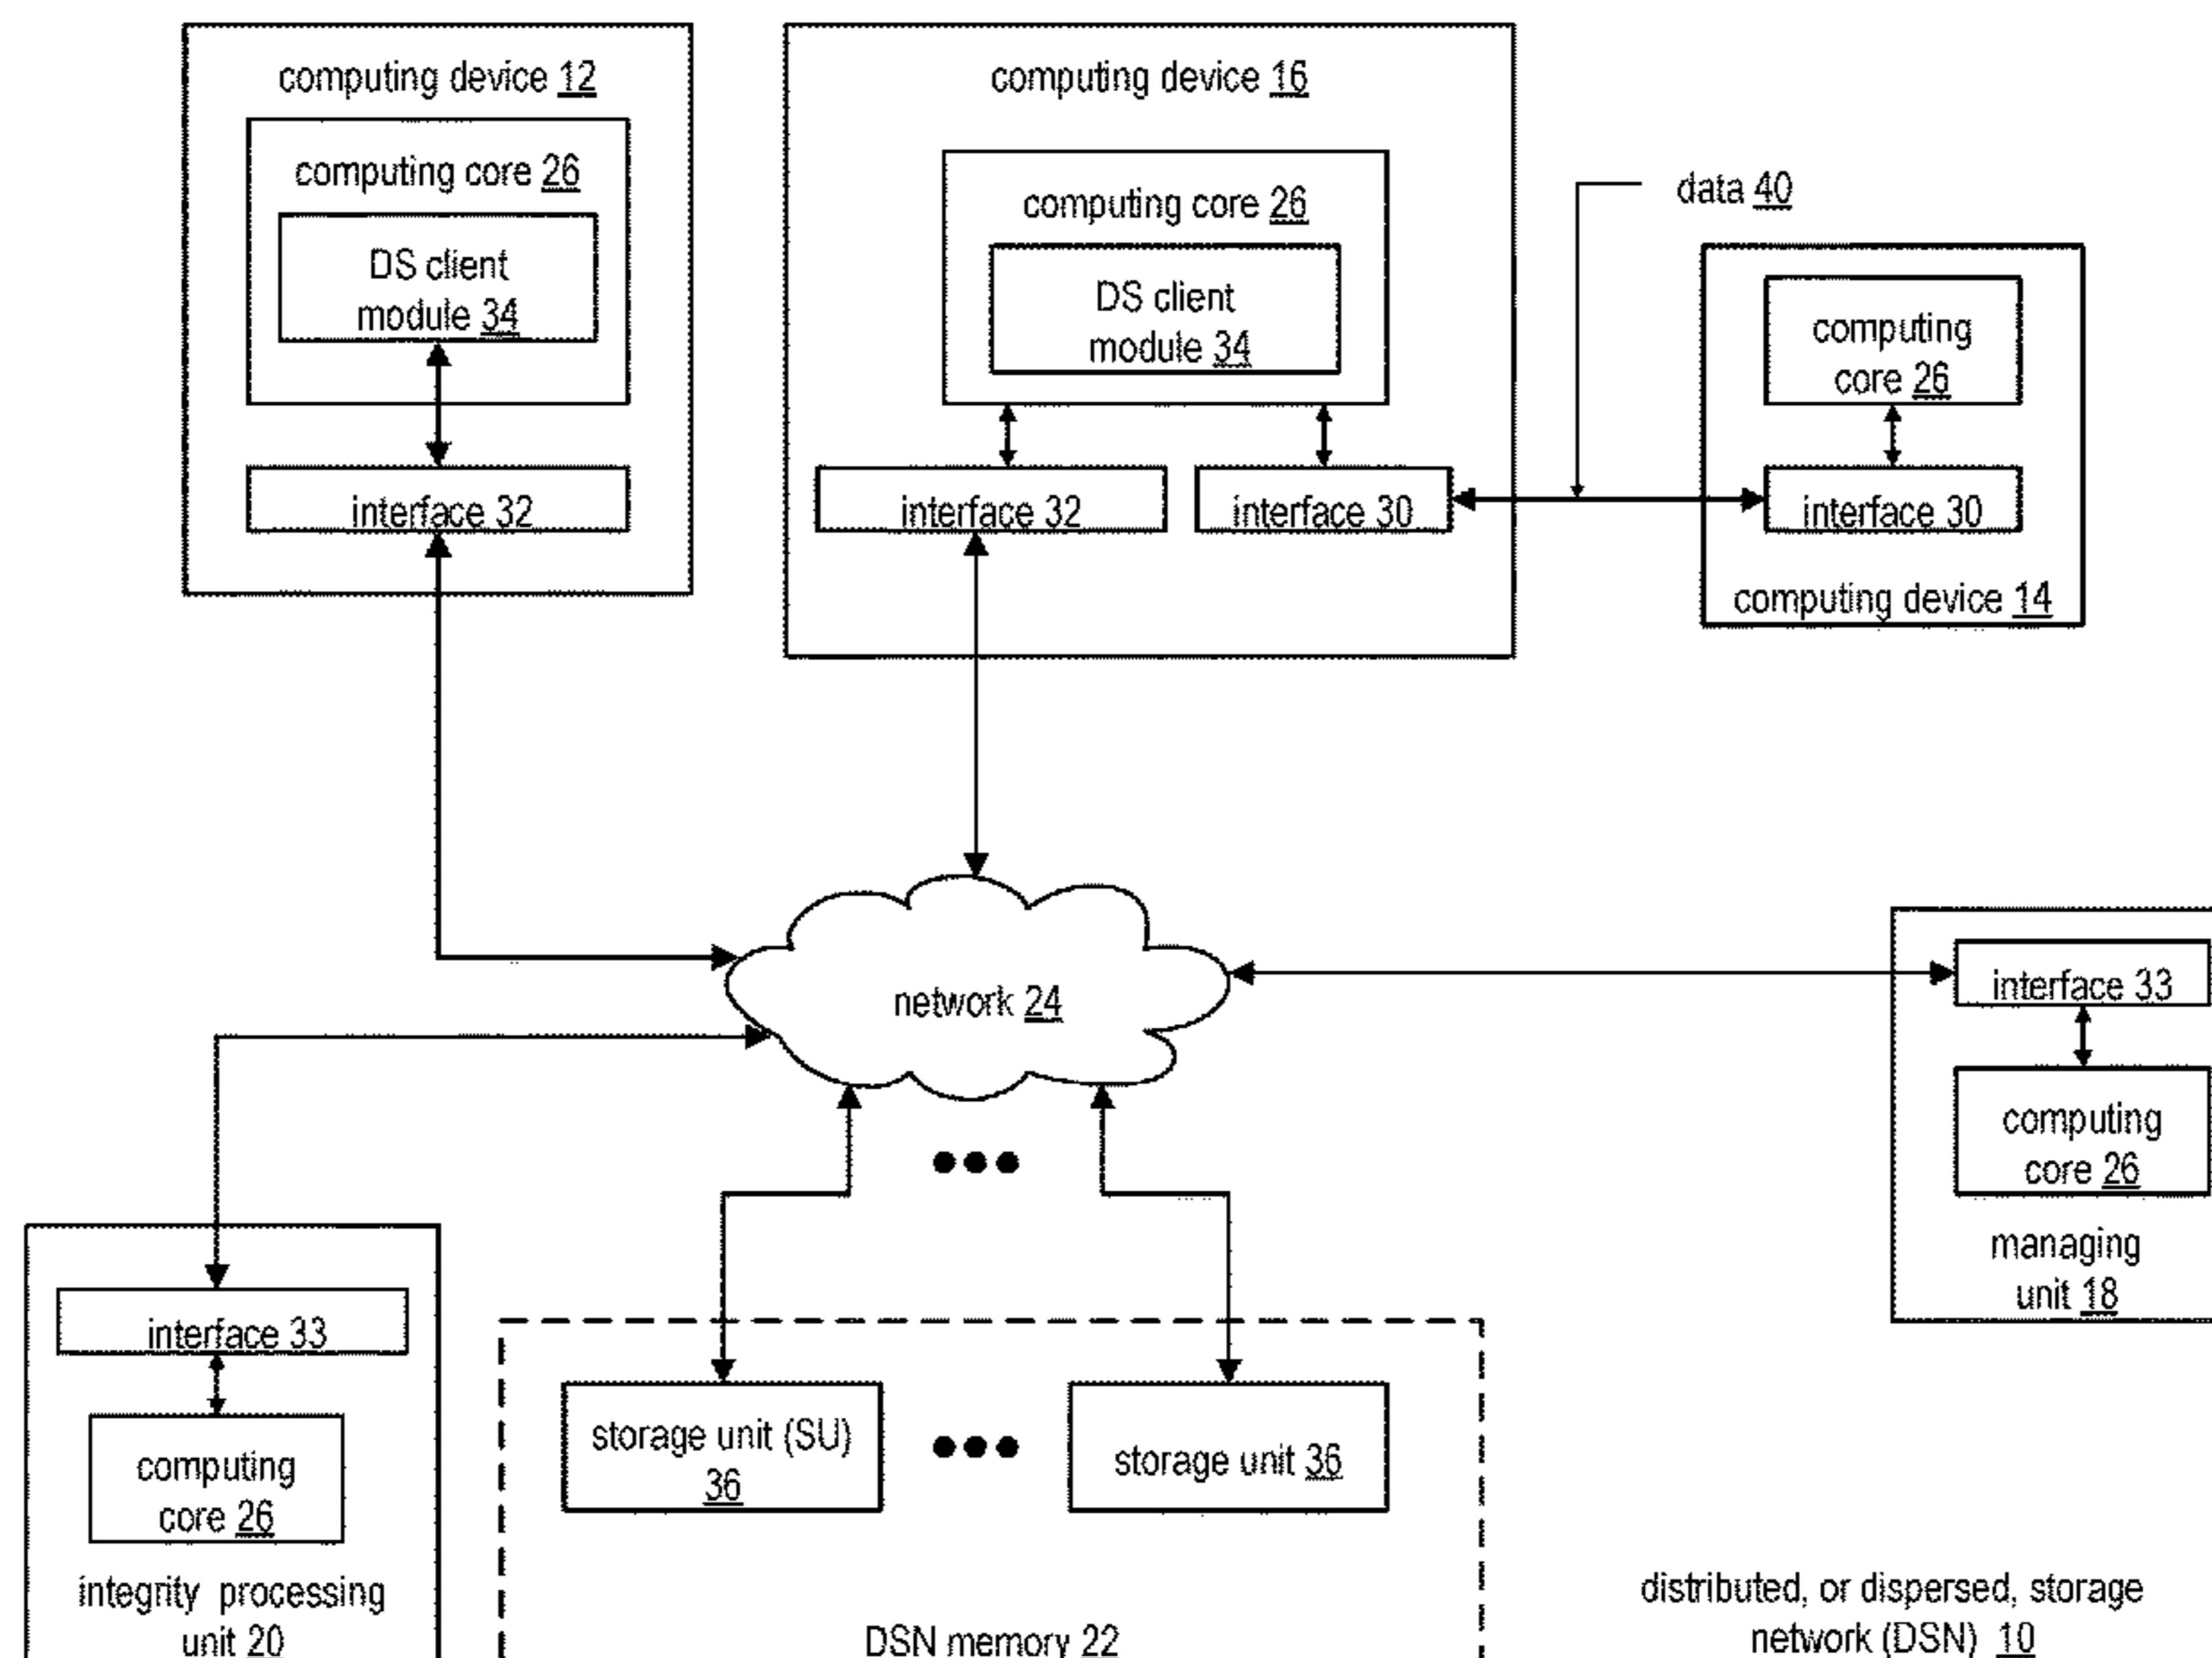 computing device 12
computing core 26
DS client
module 34
interface 32
computing device 16
computing core 26
DS client
module 34
interface 32
interface 30
data 40
computing
core 26
interface 30
computing device 14
network 24
interface 33
computing
core 26
managing
unit 18
interface 33
computing
core 26
integrity processing
unit 20
storage unit (SU)
36
storage unit 36
DSN memory 22
distributed, or dispersed, storage
network (DSN) 10